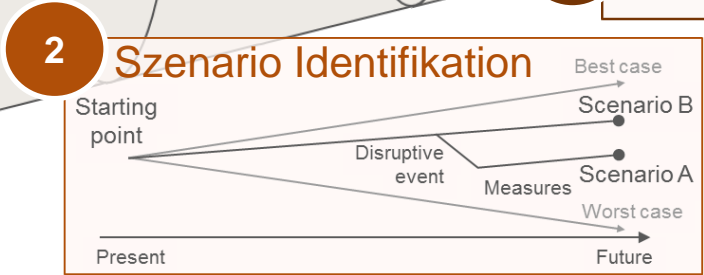 2
Szenario Identifikation
Best case
Starting
point
Scenario B
Disruptive
event
Measures
Scenario A
Worst case
Present
Future